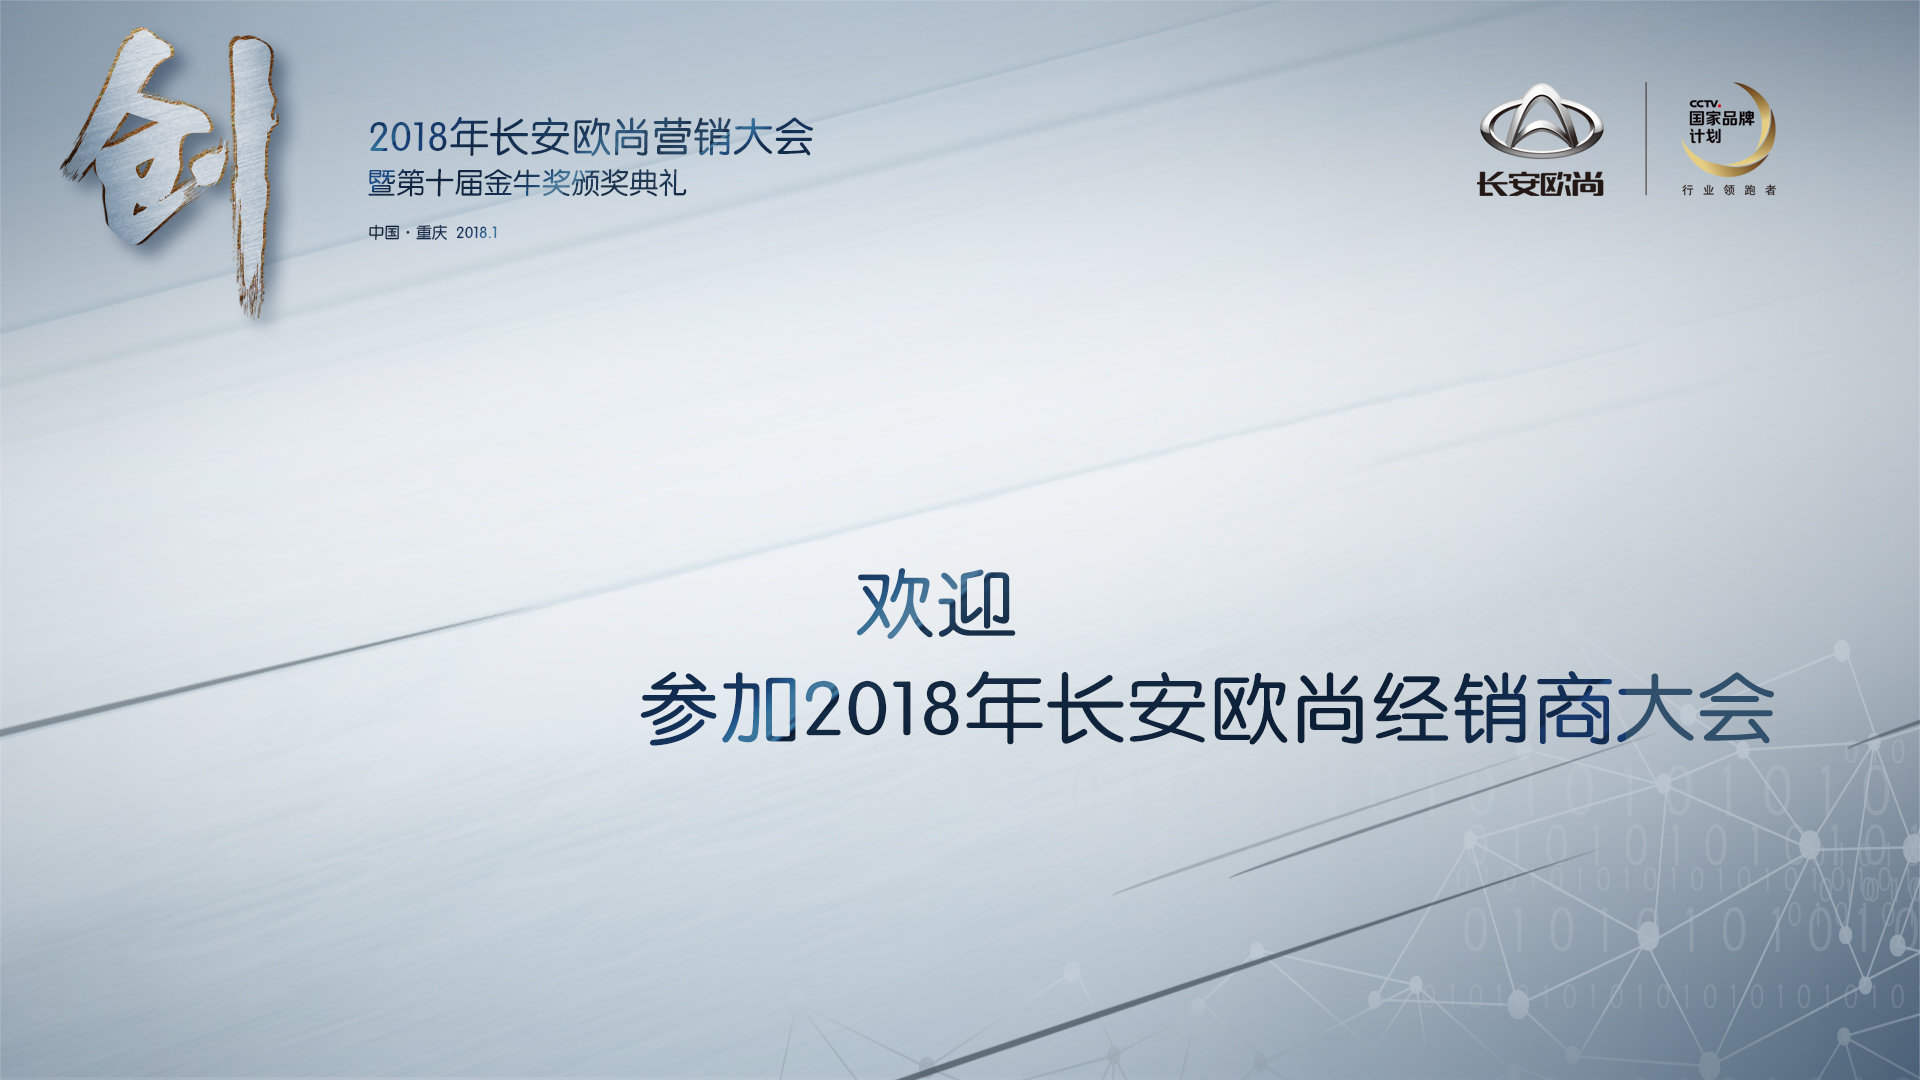 创
2018年长安欧尚营销大会
暨第十届金牛奖颁奖典礼
中国·重庆 2018.1
长安欧尚
CCTV.
国家品牌
计划
行业领跑者
欢迎
参加2018年长安欧尚经销商大会